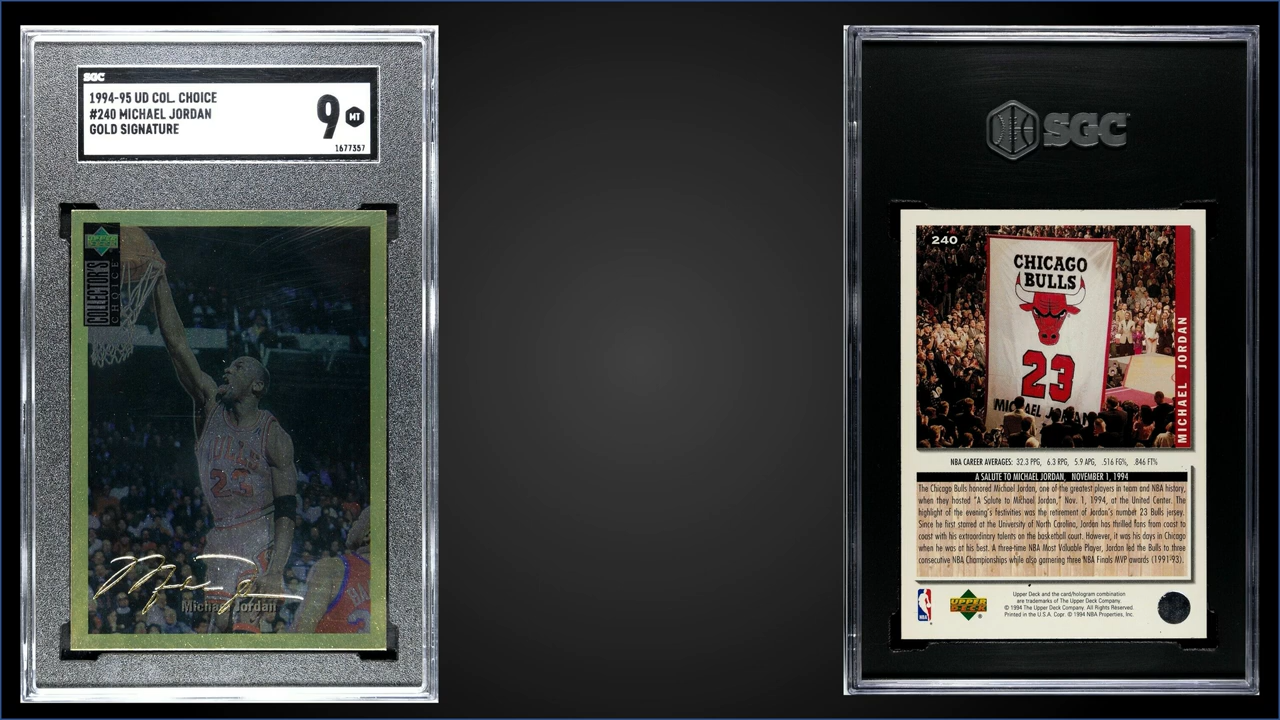 SGC
1994-95 UD COL. CHOICE
#240 MICHAEL JORDAN
GOLD SIGNATURE
9
MT
1677357
UPPER DECK
COLLECTOR'S
CHOICE
BULLS
23
Michael Jordan
SGC
240
CHICAGO
BULLS
23
MICHAEL JORDAN
MICHAEL JORDAN
NBA CAREER AVERAGES: 32.3 PPG, 6.3 RPG, 5.9 APG, .516 FG%, .846 FT%
A SALUTE TO MICHAEL JORDAN, NOVEMBER 1, 1994
The Chicago Bulls honored Michael Jordan, one of the greatest players in team and NBA history,
when they hosted "A Salute to Michael Jordan," Nov. 1, 1994, at the United Center. The
highlight of the evening's festivities was the retirement of Jordan's number 23 Bulls jersey.
Since he first starred at the University of North Carolina, Jordan has thrilled fans from coast to
coast with his extraordinary talents on the basketball court. However, it was his days in Chicago
when he was at his best. A three-time NBA Most Valuable Player, Jordan led the Bulls to three
consecutive NBA Championships while also garnering three NBA Finals MVP awards (1991-93).
NBA
UPPER
DECK
Upper Deck and the card/hologram combination
are trademarks of The Upper Deck Company.
© 1994 The Upper Deck Company. All Rights Reserved.
Printed in the U.S.A. Copr. © 1994 NBA Properties, Inc.